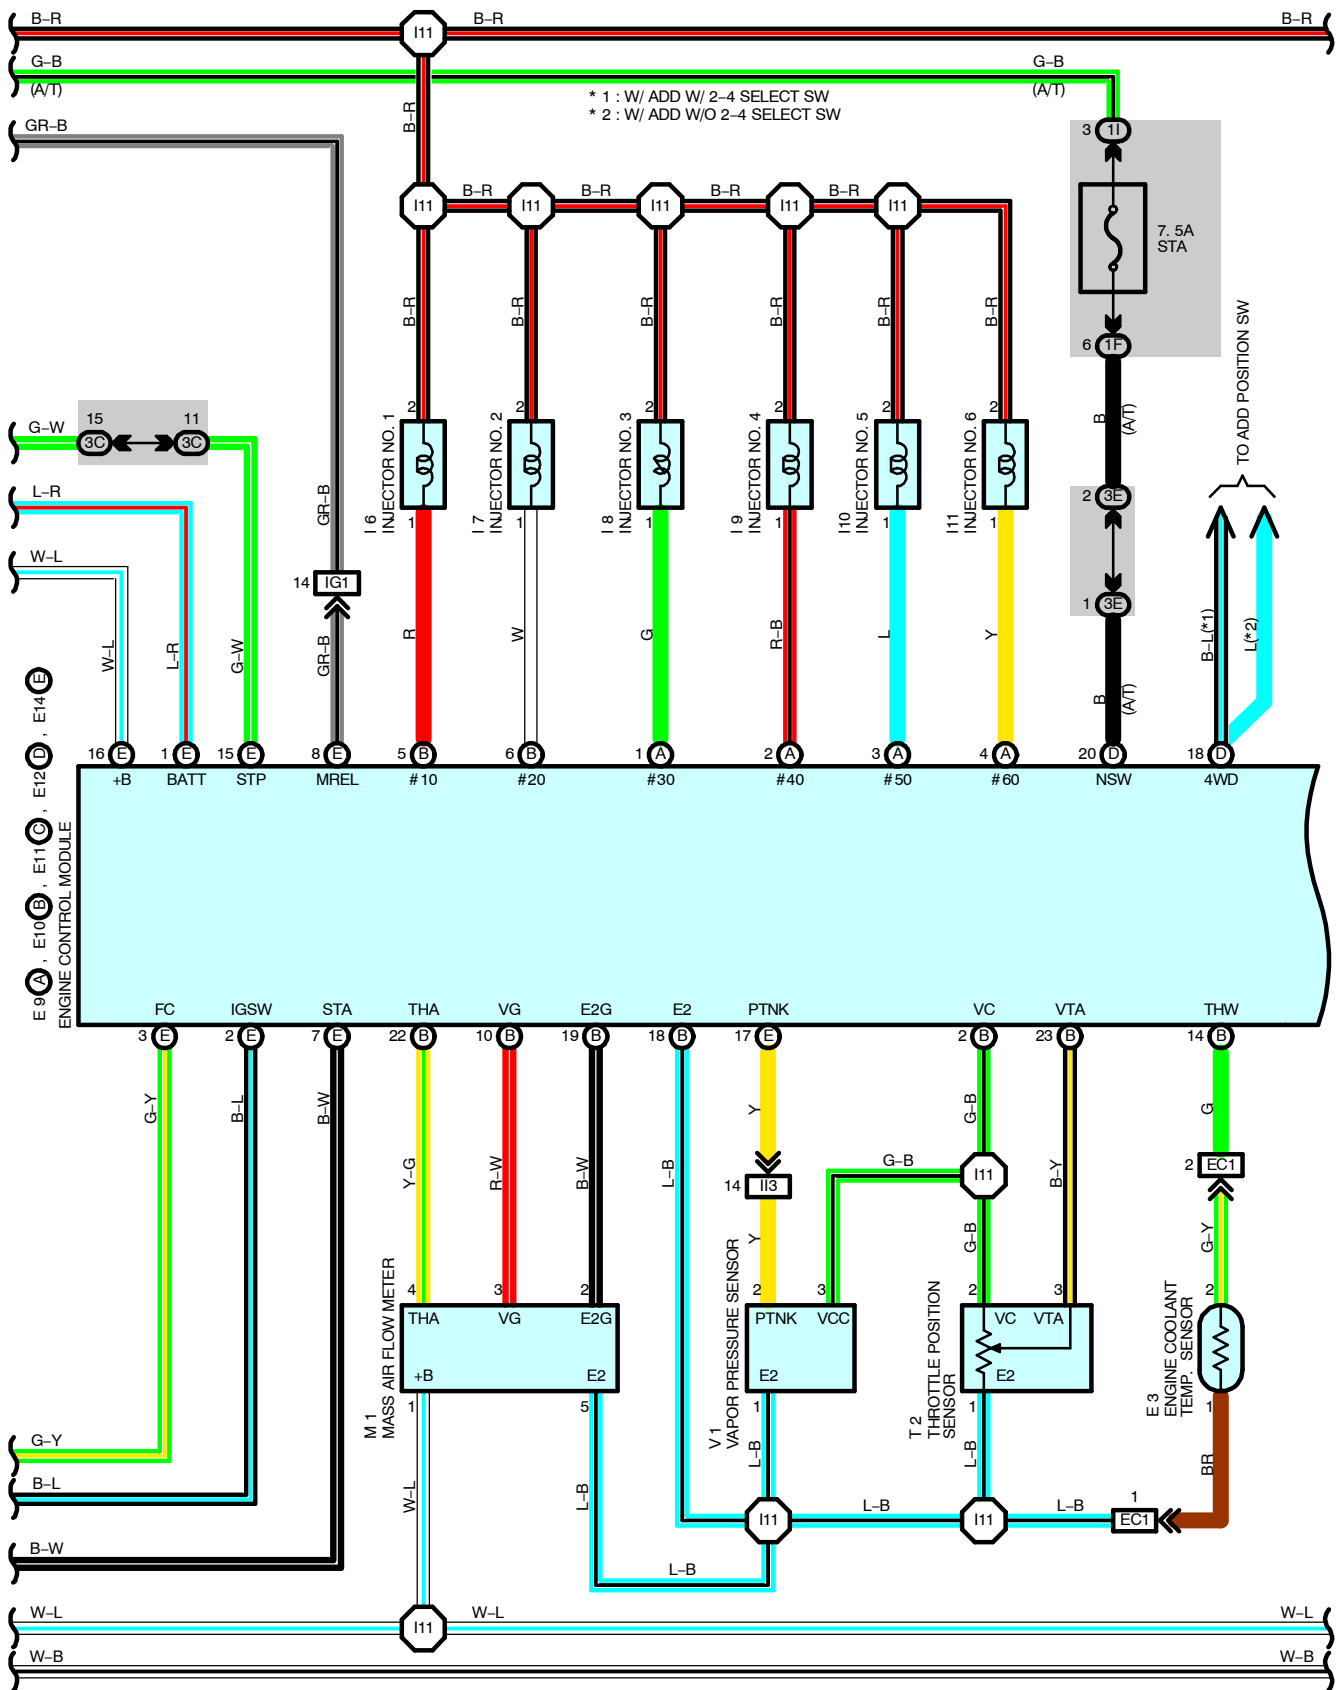 B–R
B–R
B–R
I11
G–B
(A/T)
G–B
(A/T)
* 1 : W/ ADD W/ 2–4 SELECT SW
* 2 : W/ ADD W/O 2–4 SELECT SW
B–R
GR–B
3
1I
B–R
B–R
B–R
B–R
I11
I11
I11
I11
I11
7. 5A
STA
B–R
B–R
B–R
B–R
B–R
B–R
6
1F
TO ADD POSITION SW
2
2
2
2
2
2
15
11
G–W
3C
3C
B
(A/T)
I 6
INJECTOR NO. 1
I 7
INJECTOR NO. 2
I 8
INJECTOR NO. 3
I 9
INJECTOR NO. 4
I10
INJECTOR NO. 5
I11
INJECTOR NO. 6
L–R
GR–B
2
3E
1
1
1
1
1
1
W–L
14
IG1
1
3E
W–L
L–R
G–W
GR–B
R
W
G
R–B
L
Y
B–L(*1)
L(*2)
B
(A/T)
16
E
1
E
15
E
8
E
5
B
6
B
1
A
2
A
3
A
4
A
20
D
18
D
+B
BATT
STP
MREL
#10
#20
#30
#40
#50
#60
NSW
4WD
E 9 A , E10 B , E11 C , E12 D , E14 E
ENGINE CONTROL MODULE
FC
IGSW
STA
THA
VG
E2G
E2
PTNK
VC
VTA
THW
3
E
2
E
7
E
22
B
10
B
19
B
18
B
17
E
2
B
23
B
14
B
G–Y
B–L
B–W
Y–G
R–W
B–W
L–B
Y
G–B
B–Y
G
G–B
I11
2
EC1
14
II3
Y
G–B
G–Y
4
3
2
2
3
2
3
2
THA
VG
E2G
PTNK
VCC
VC
VTA
+B
E2
E2
E2
M 1
MASS AIR FLOW METER
V 1
VAPOR PRESSURE SENSOR
T 2
THROTTLE POSITION
SENSOR
E 3
ENGINE COOLANT
TEMP. SENSOR
1
5
1
1
1
G–Y
L–B
L–B
BR
B–L
W–L
L–B
I11
L–B
I11
L–B
1
EC1
B–W
L–B
W–L
I11
W–L
W–L
W–B
W–B